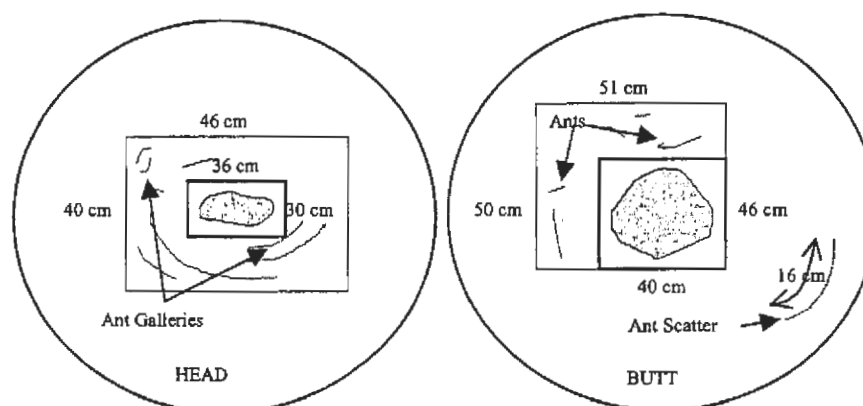 46 cm
36 cm
40 cm
30 cm
Ant Galleries
HEAD
51 cm
Ants
50 cm
46 cm
40 cm
16 cm
Ant Scatter
BUTT